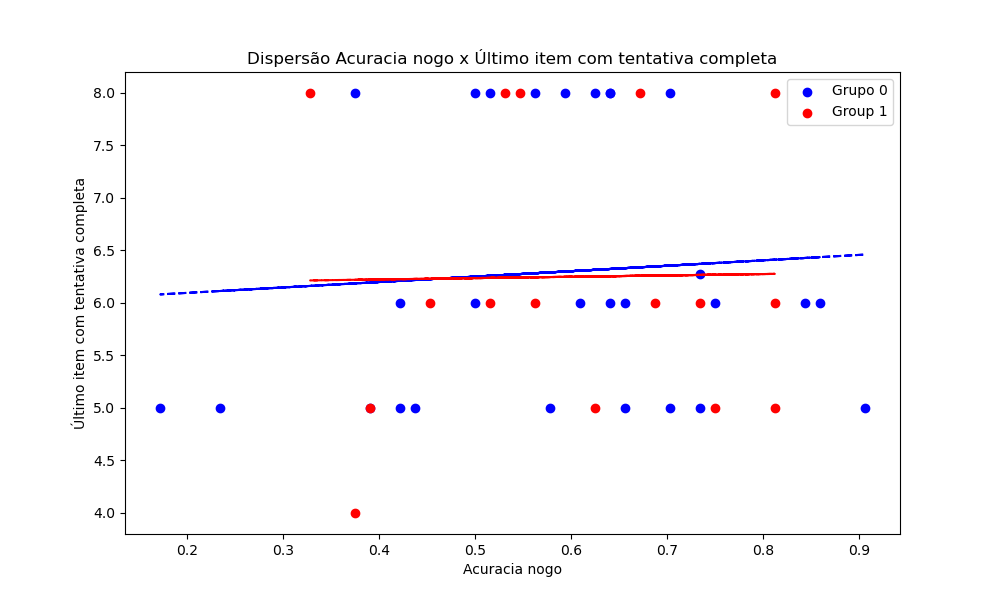 Dispersão Acuracia nogo x Último item com tentativa completa
Grupo 0
Group 1
Último item com tentativa completa
8.0
7.5
7.0
6.5
6.0
5.5
5.0
4.5
4.0
0.2 0.3 0.4 0.5 0.6 0.7 0.8 0.9
Acuracia nogo